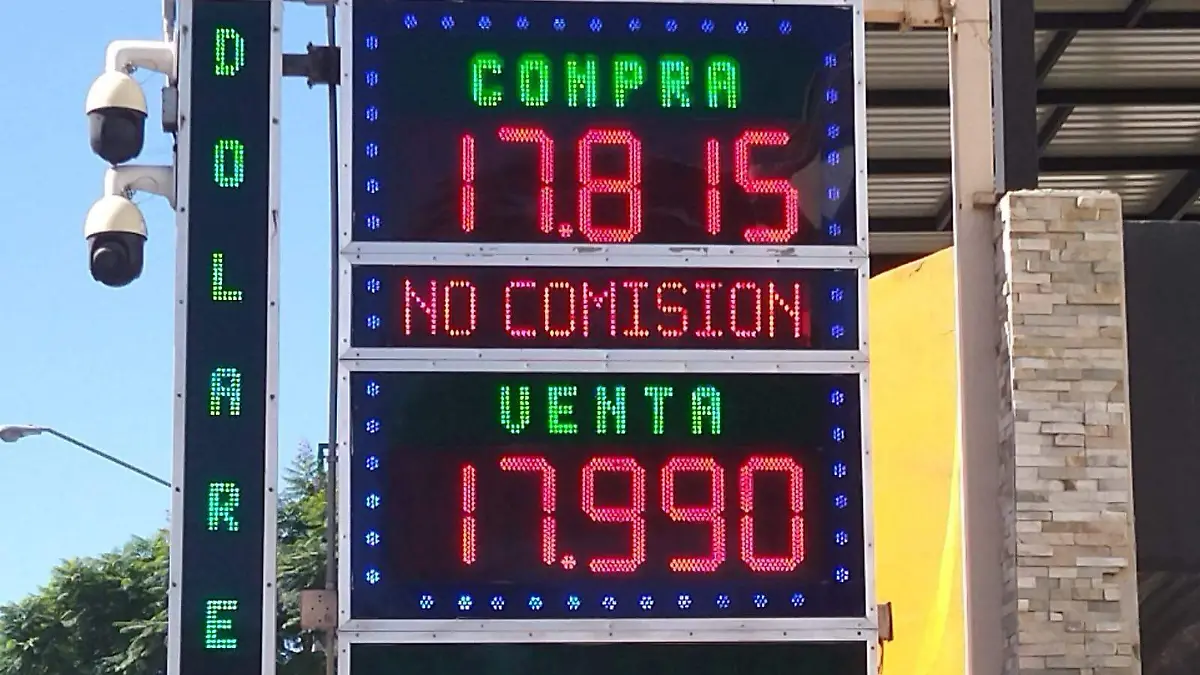 DOLARE
COMPRA
17.815
NO COMISION
VENTA
17.990